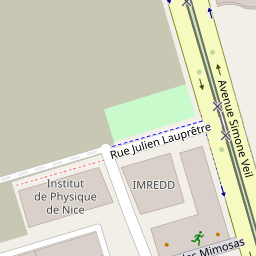 Avenue Simone Veil
Rue Julien Lauprêtre
Institut
de Physique
de Nice
IMREDD
Mimosas